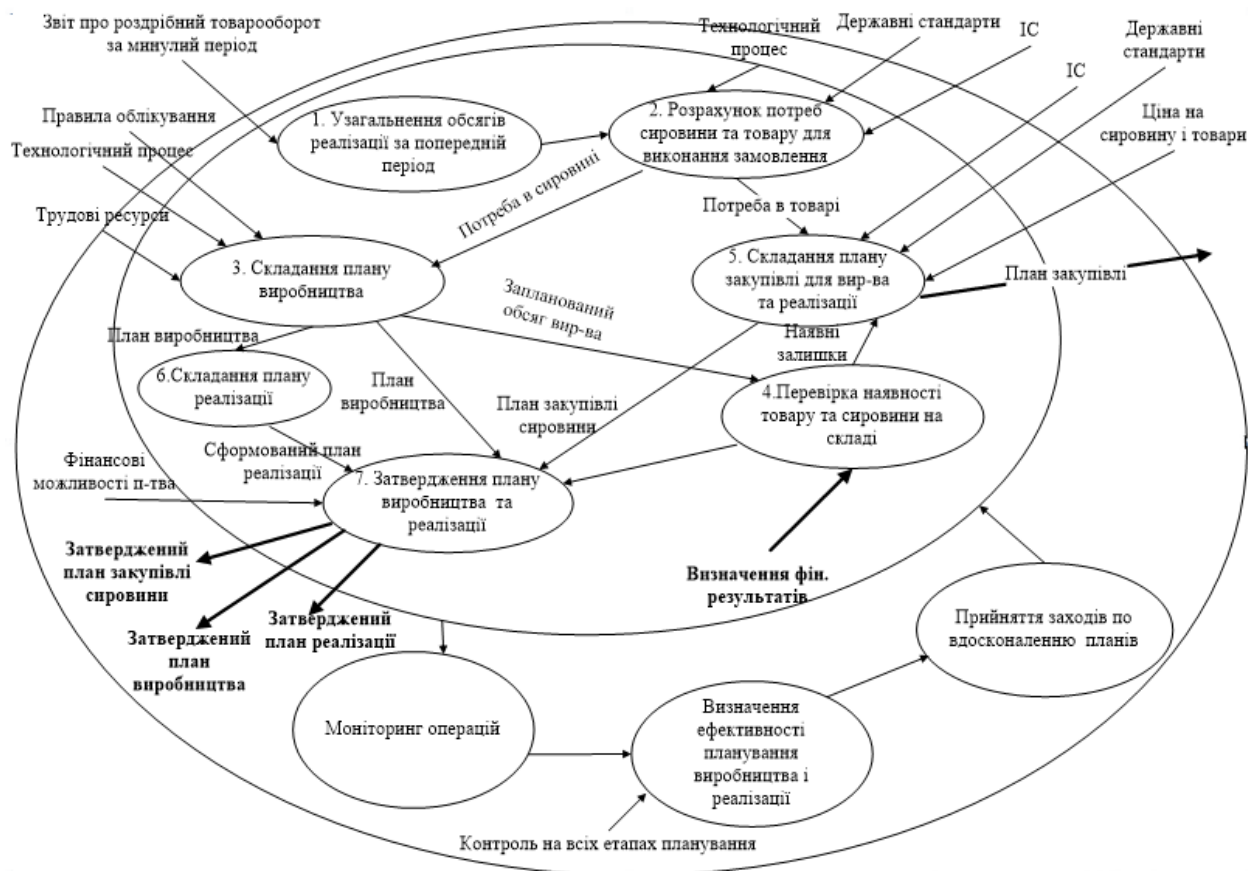 Звіт про роздрібний товарооборот
за минулий період
Технологічний
процес
Державні стандарти
ІС
Державні
стандарти
ІС
Правила облікування
1. Узагальнення обсягів
реалізації за попередній
період
2. Розрахунок потреб
сировини та товару для
виконання замовлення
Ціна на
сировину і товари
Технологічний процес
Трудові ресурси
Потреба в сировині
Потреба в товарі
3. Складання плану
виробництва
5. Складання плану
закупівлі для вир-ва
та реалізації
План закупівлі
Запланований
обсяг вир-ва
План виробництва
Наявні
залишки
6.Складання плану
реалізації
План
виробництва
План закупівлі
сировини
4.Перевірка наявності
товару та сировини на
складі
Сформований план
реалізації
Фінансові
можливості п-тва
7. Затвердження плану
виробництва та
реалізації
Затверджений
план закупівлі
сировини
Визначення фін.
результатів
Затверджений
план реалізації
Затверджений
план
виробництва
Прийняття заходів по
вдосконаленню планів
Моніторинг операцій
Визначення
ефективності
планування
виробництва і
реалізації
Контроль на всіх етапах планування